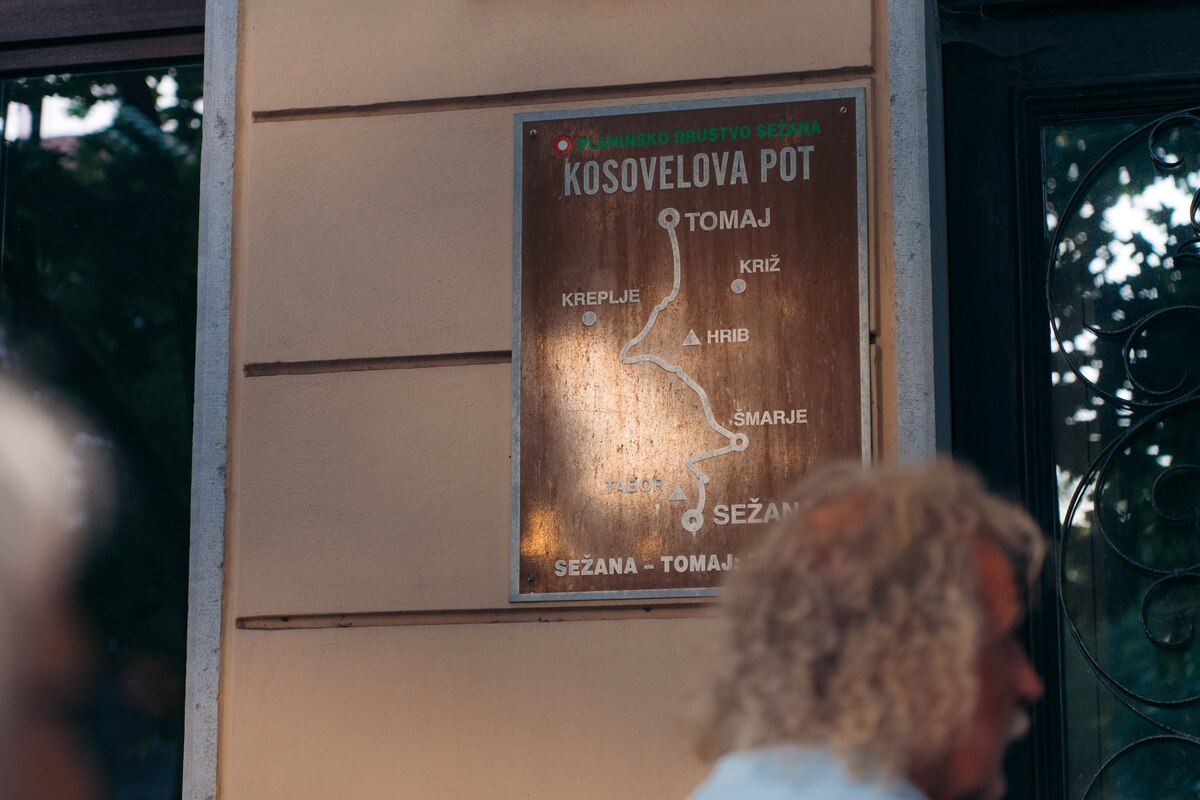 PLANINSKO DRUŠTVO SEŽANA
KOSOVELOVA POT
TOMAJ
KRIŽ
KREPLJE
HRIB
ŠMARJE
TABOR
SEŽAN
SEŽANA – TOMAJ: